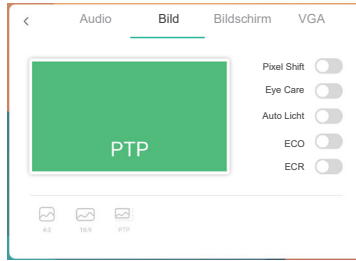 Audio Bild Bildschirm VGA
Pixel Shift
Eye Care
Auto Licht
PTP
ECO
ECR
4:3 16:9 PTP